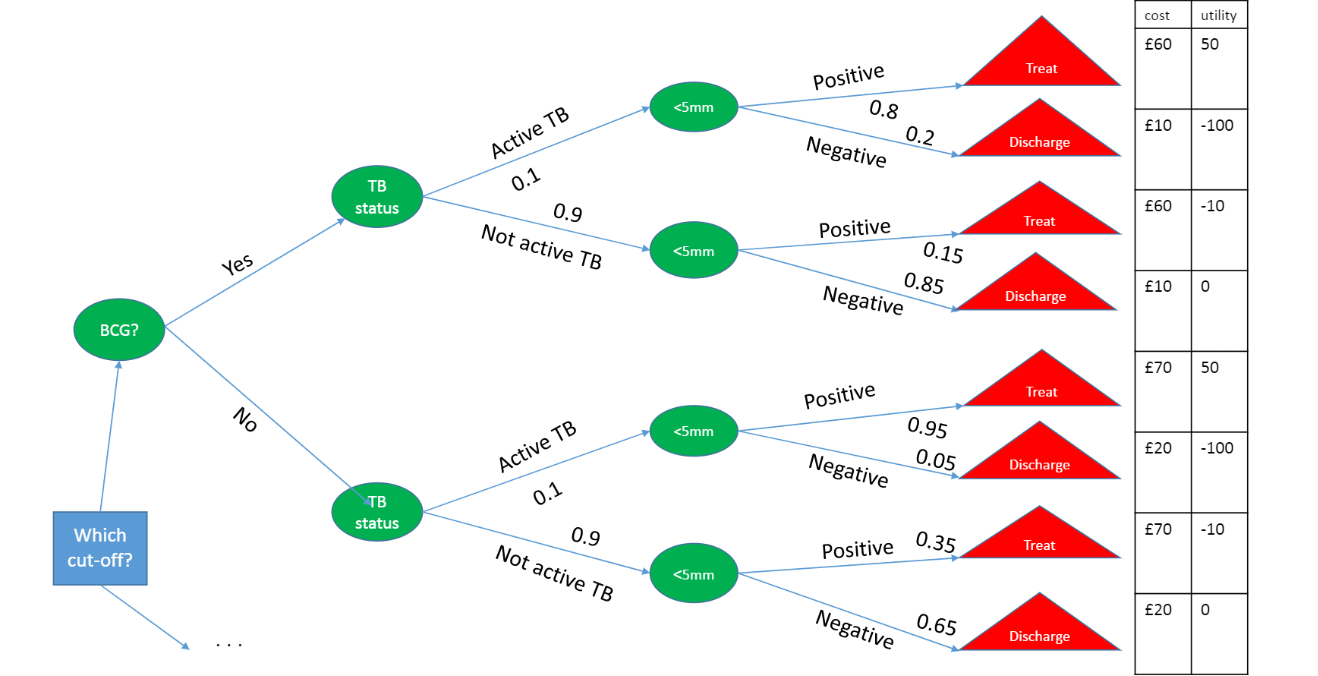 cost utility
£60 50
Positive
Treat
0.8
<5mm
Active TB
0.2
£10 -100
Negative
Discharge
0.1
TB
status
0.9
£60 -10
Positive
Treat
Not active TB
<5mm
0.15
Yes
0.85
£10 0
Negative
Discharge
BCG?
£70 50
Positive
Treat
No
0.95
Active TB
<5mm
0.05
£20 -100
Negative
Discharge
0.1
TB
status
0.9
£70 -10
Positive
0.35
Treat
Which
cut-off?
Not active TB
<5mm
0.65
£20 0
Negative
Discharge
. . .